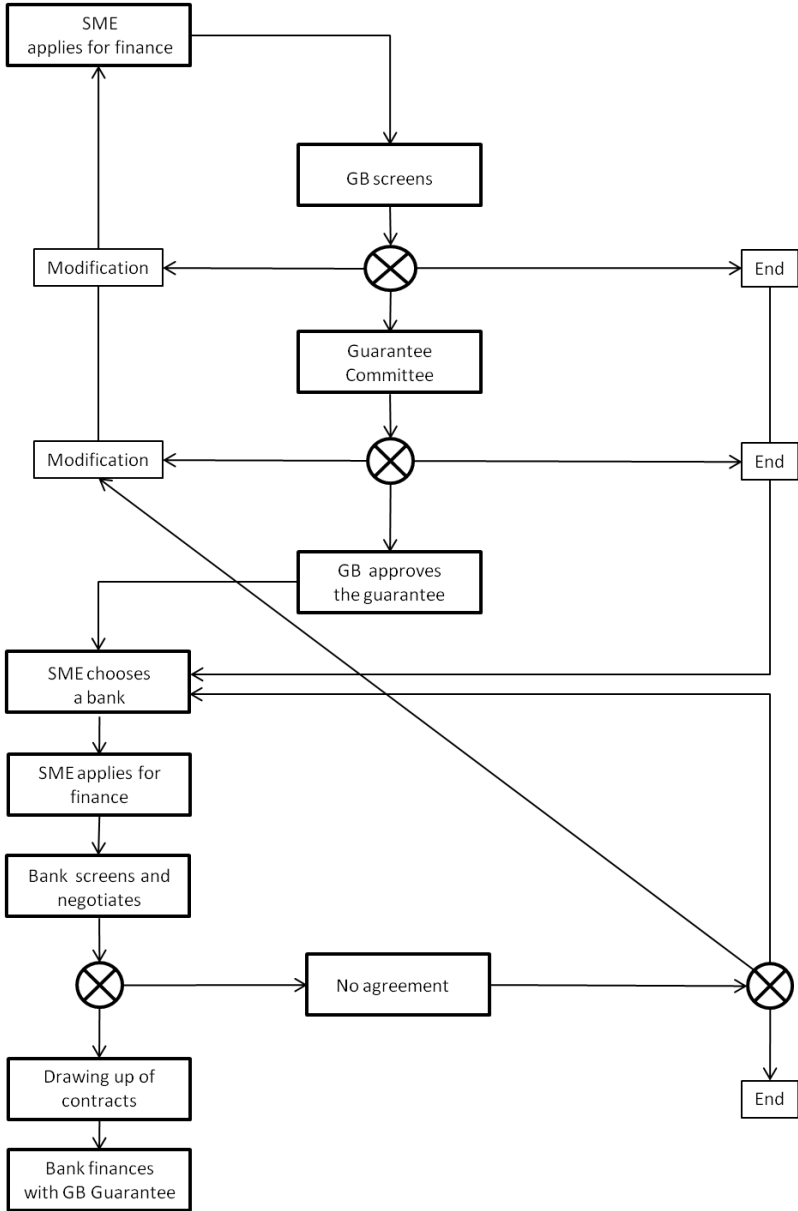 SME
applies for finance
GB screens
Modification
End
Guarantee
Committee
Modification
End
GB approves
the guarantee
SME chooses
a bank
SME applies for
finance
Bank screens and
negotiates
No agreement
Drawing up of
contracts
End
Bank finances
with GB Guarantee